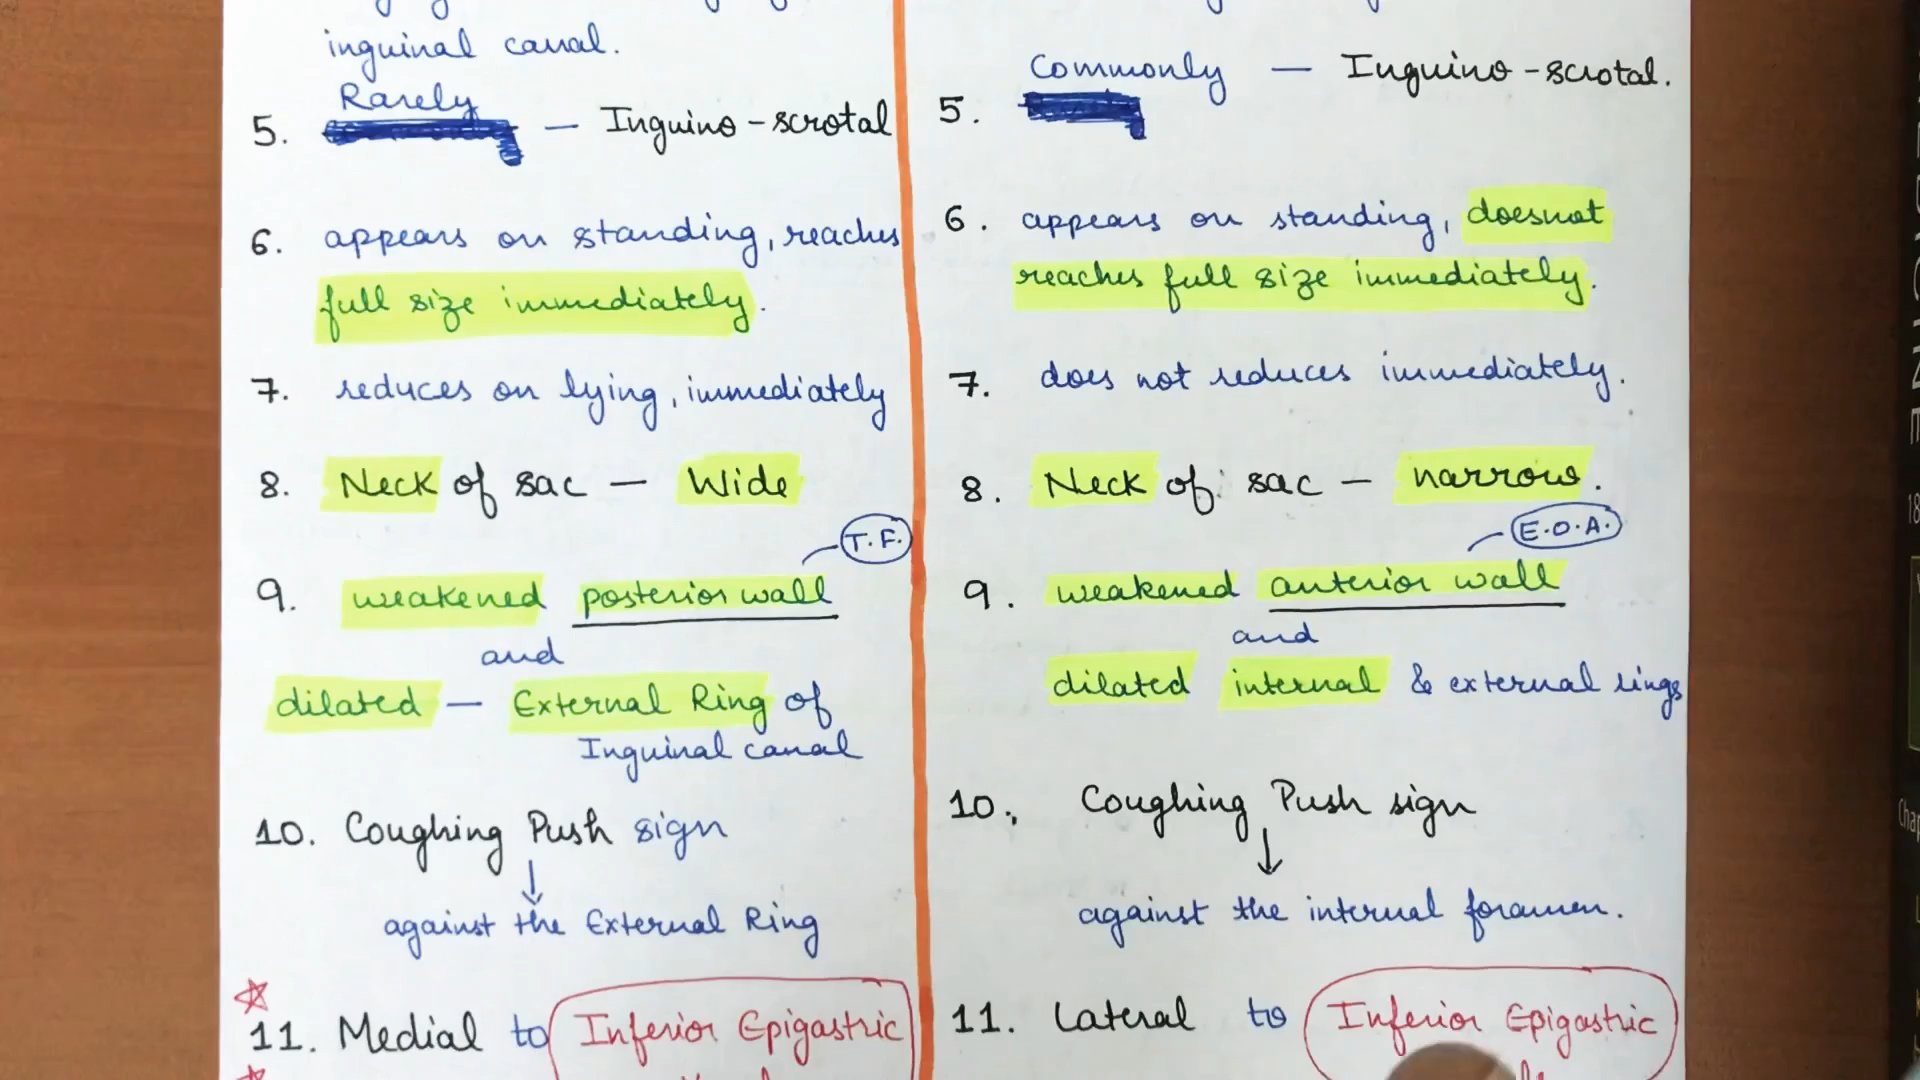 inguinal canal.
Rarely
5. — Inguino-scrotal
6. appears on standing, reaches
full size immediately.
7. reduces on lying, immediately
8. Neck of sac — Wide
T.F.
9. weakened posterior wall
and
dilated — External Ring of
Inguinal canal
10. Coughing Push sign
↓
against the External Ring
11. Medial to Inferior Epigastric
Commonly — Inguino-scrotal.
5.
6. appears on standing, doesnot
reaches full size immediately.
7. does not reduces immediately.
8. Neck of sac — narrow.
E.O.A.
9. weakened anterior wall
and
dilated internal & external rings
10. Coughing Push sign
↓
against the internal foramen.
11. Lateral to Inferior Epigastric